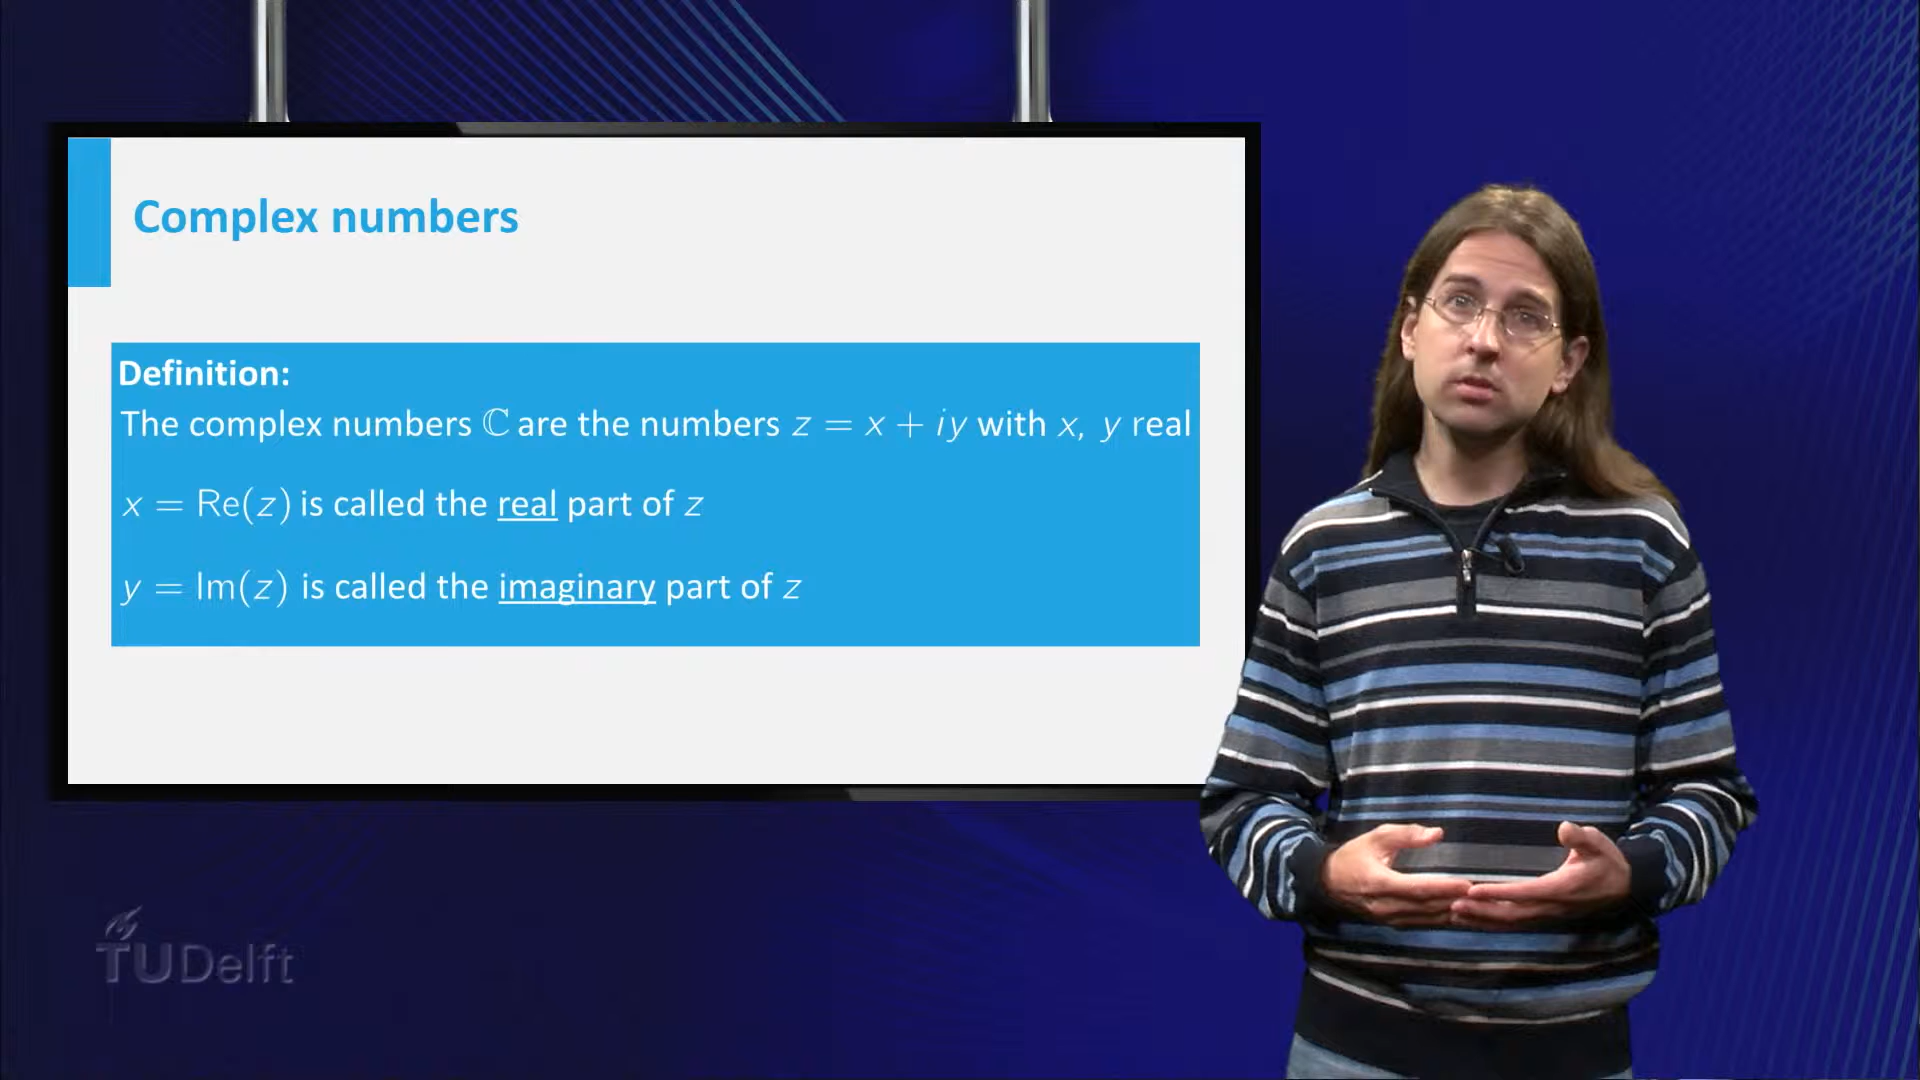 Complex numbers
Definition:
The complex numbers ℂ are the numbers z = x + iy with x, y real
x = Re(z) is called the real part of z
y = Im(z) is called the imaginary part of z
TUDelft